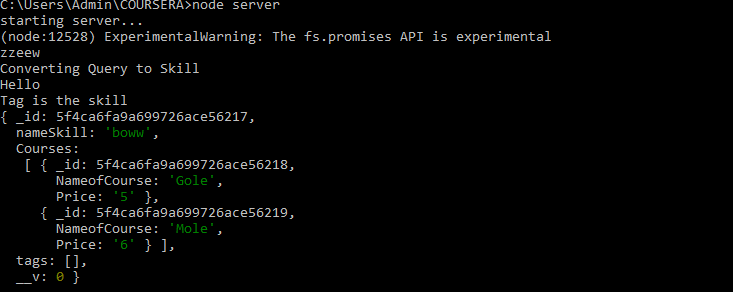 C:\Users\Admin\COURSERA>node server
starting server...
(node:12528) ExperimentalWarning: The fs.promises API is experimental
zzeew
Converting Query to Skill
Hello
Tag is the skill
{ _id: 5f4ca6fa9a699726ace56217,
  nameSkill: 'boww',
  Courses:
   [ { _id: 5f4ca6fa9a699726ace56218,
       NameofCourse: 'Gole',
       Price: '5' },
     { _id: 5f4ca6fa9a699726ace56219,
       NameofCourse: 'Mole',
       Price: '6' } ],
  tags: [],
  __v: 0 }